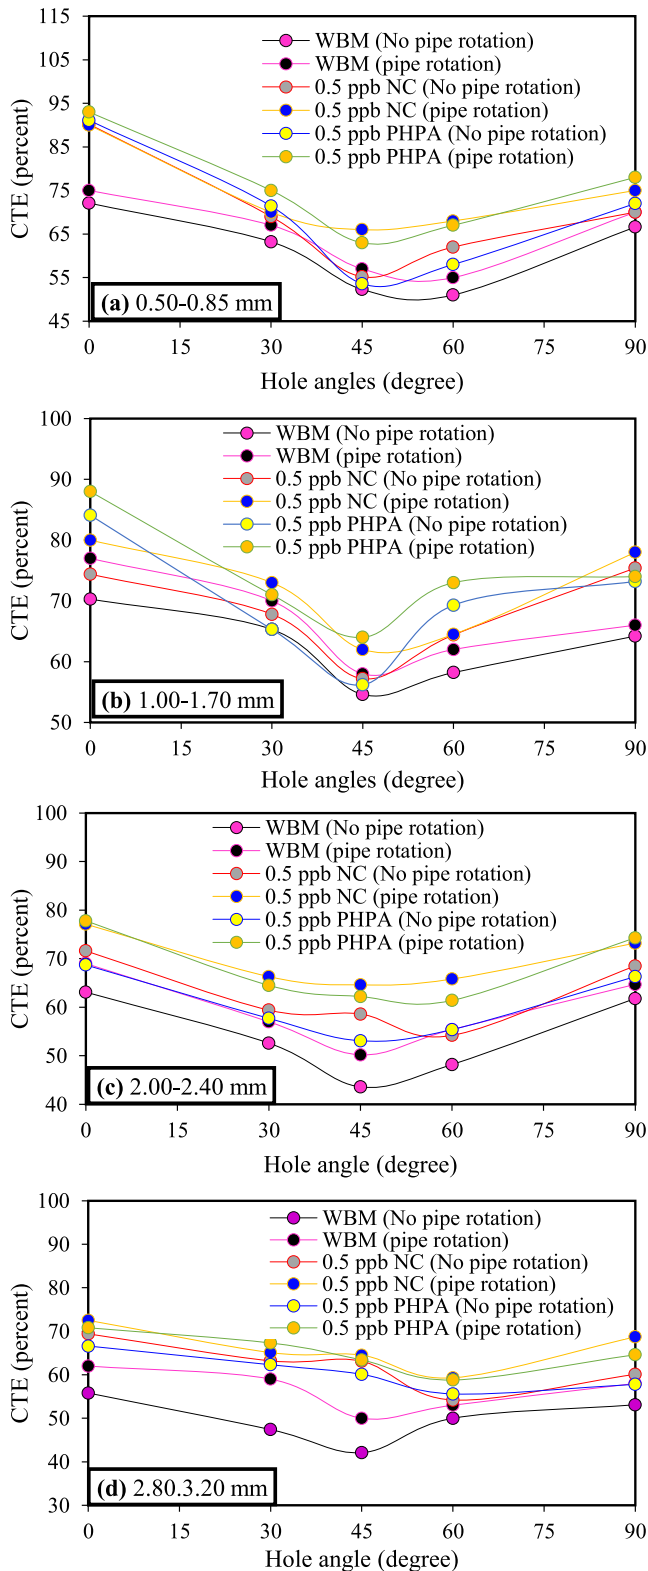 115
105
95
85
75
65
55
45
CTE (percent)
WBM (No pipe rotation)
WBM (pipe rotation)
0.5 ppb NC (No pipe rotation)
0.5 ppb NC (pipe rotation)
0.5 ppb PHPA (No pipe rotation)
0.5 ppb PHPA (pipe rotation)
(a) 0.50-0.85 mm
0 15 30 45 60 75 90
Hole angles (degree)
100
90
80
70
60
50
CTE (percent)
WBM (No pipe rotation)
WBM (pipe rotation)
0.5 ppb NC (No pipe rotation)
0.5 ppb NC (pipe rotation)
0.5 ppb PHPA (No pipe rotation)
0.5 ppb PHPA (pipe rotation)
(b) 1.00-1.70 mm
0 15 30 45 60 75 90
Hole angles (degree)
100
90
80
70
60
50
40
CTE (percent)
WBM (No pipe rotation)
WBM (pipe rotation)
0.5 ppb NC (No pipe rotation)
0.5 ppb NC (pipe rotation)
0.5 ppb PHPA (No pipe rotation)
0.5 ppb PHPA (pipe rotation)
(c) 2.00-2.40 mm
0 15 30 45 60 75 90
Hole angle (degree)
100
90
80
70
60
50
40
30
CTE (percent)
WBM (No pipe rotation)
WBM (pipe rotation)
0.5 ppb NC (No pipe rotation)
0.5 ppb NC (pipe rotation)
0.5 ppb PHPA (No pipe rotation)
0.5 ppb PHPA (pipe rotation)
(d) 2.80.3.20 mm
0 15 30 45 60 75 90
Hole angle (degree)